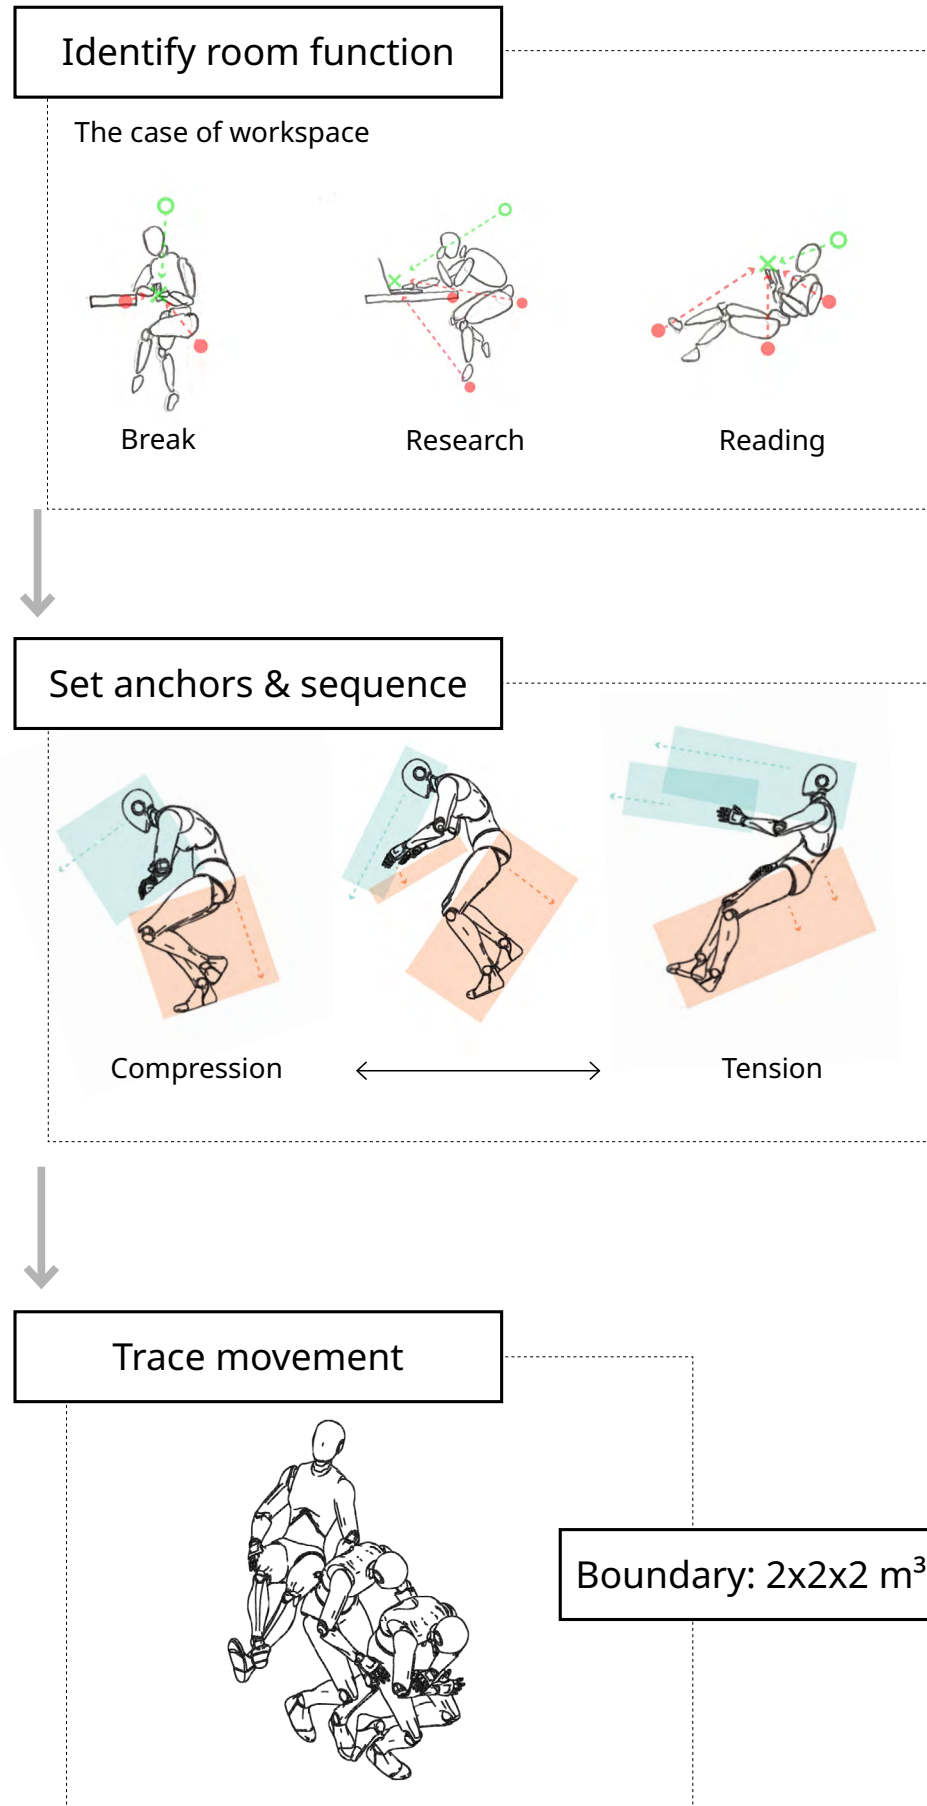 Identify room function
The case of workspace
Break
Research
Reading
Set anchors & sequence
Compression
Tension
Trace movement
Boundary: 2x2x2 m³